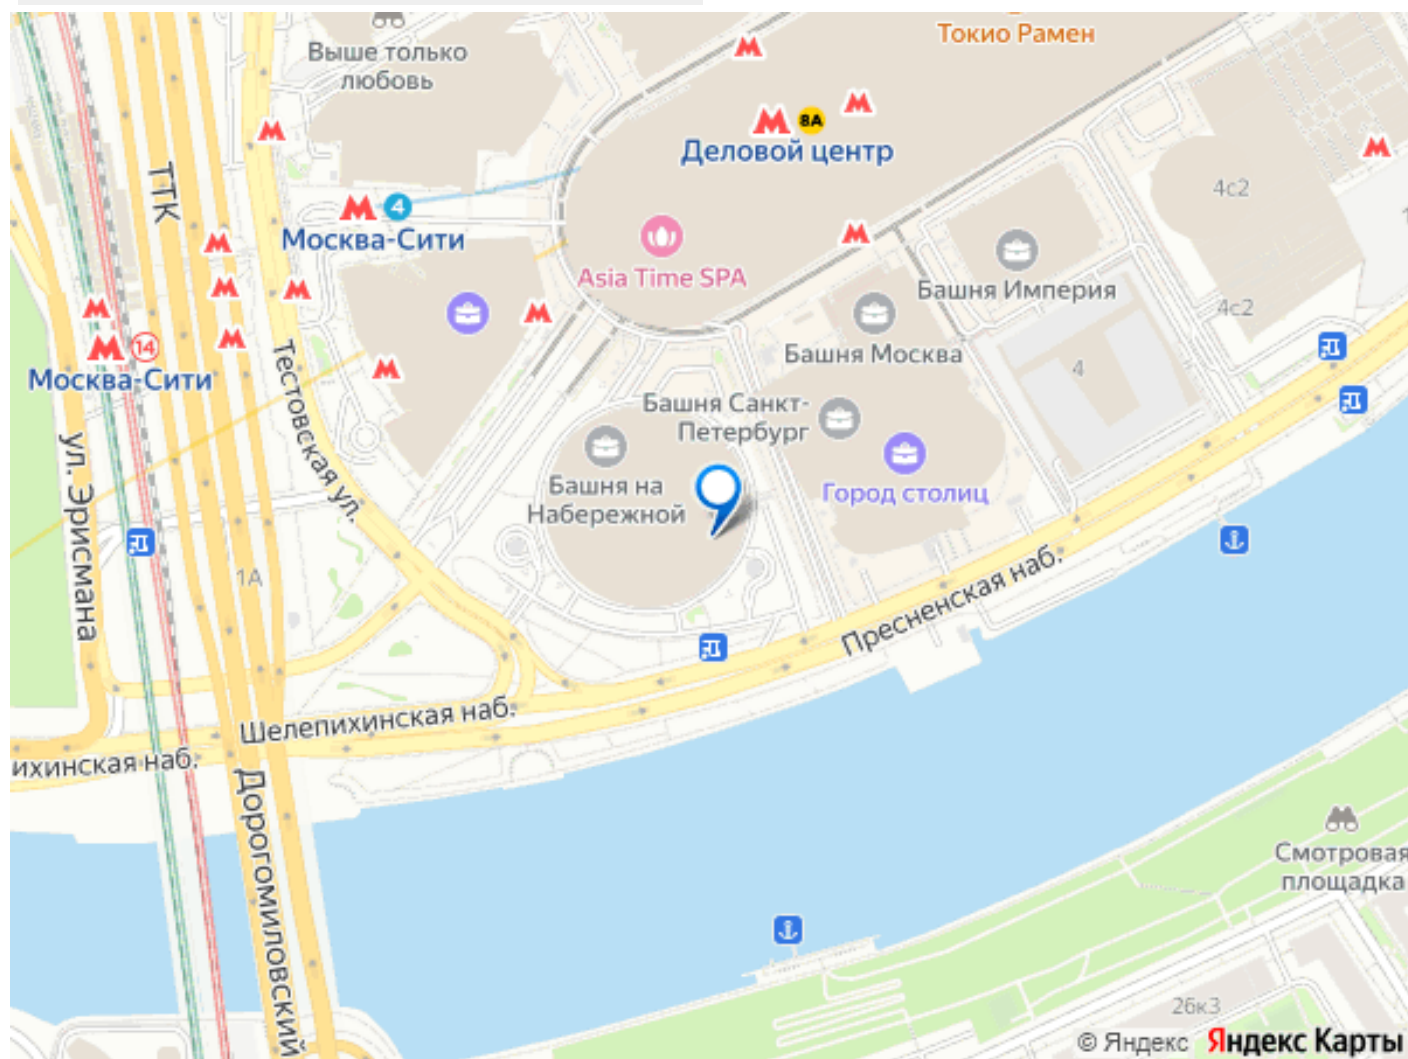 Токио Рамен
Выше только
любовь
8А
Деловой центр
ТТК
4с2
4
Москва-Сити
Asia Time SPA
Башня Империя
4с2
14
Москва-Сити
Башня Москва
4
Тестовская ул.
Башня Санкт-
Петербург
ул. Эрисмана
Башня на
Набережной
Город столиц
1А
Пресненская наб.
Шелепихинская наб.
ихинская наб.
Дорогомиловский
Смотровая
площадка
26к3
© Яндекс Яндекс Карты